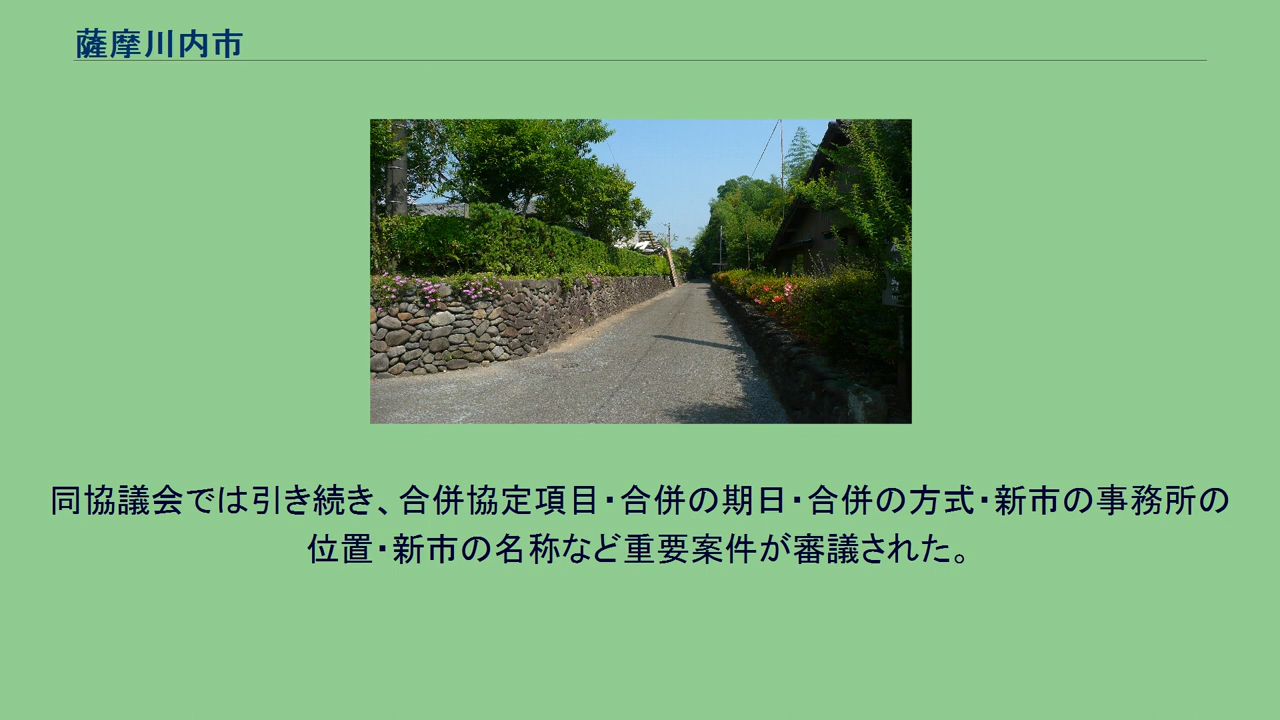 薩摩川内市
同協議会では引き続き、合併協定項目・合併の期日・合併の方式・新市の事務所の
位置・新市の名称など重要案件が審議された。